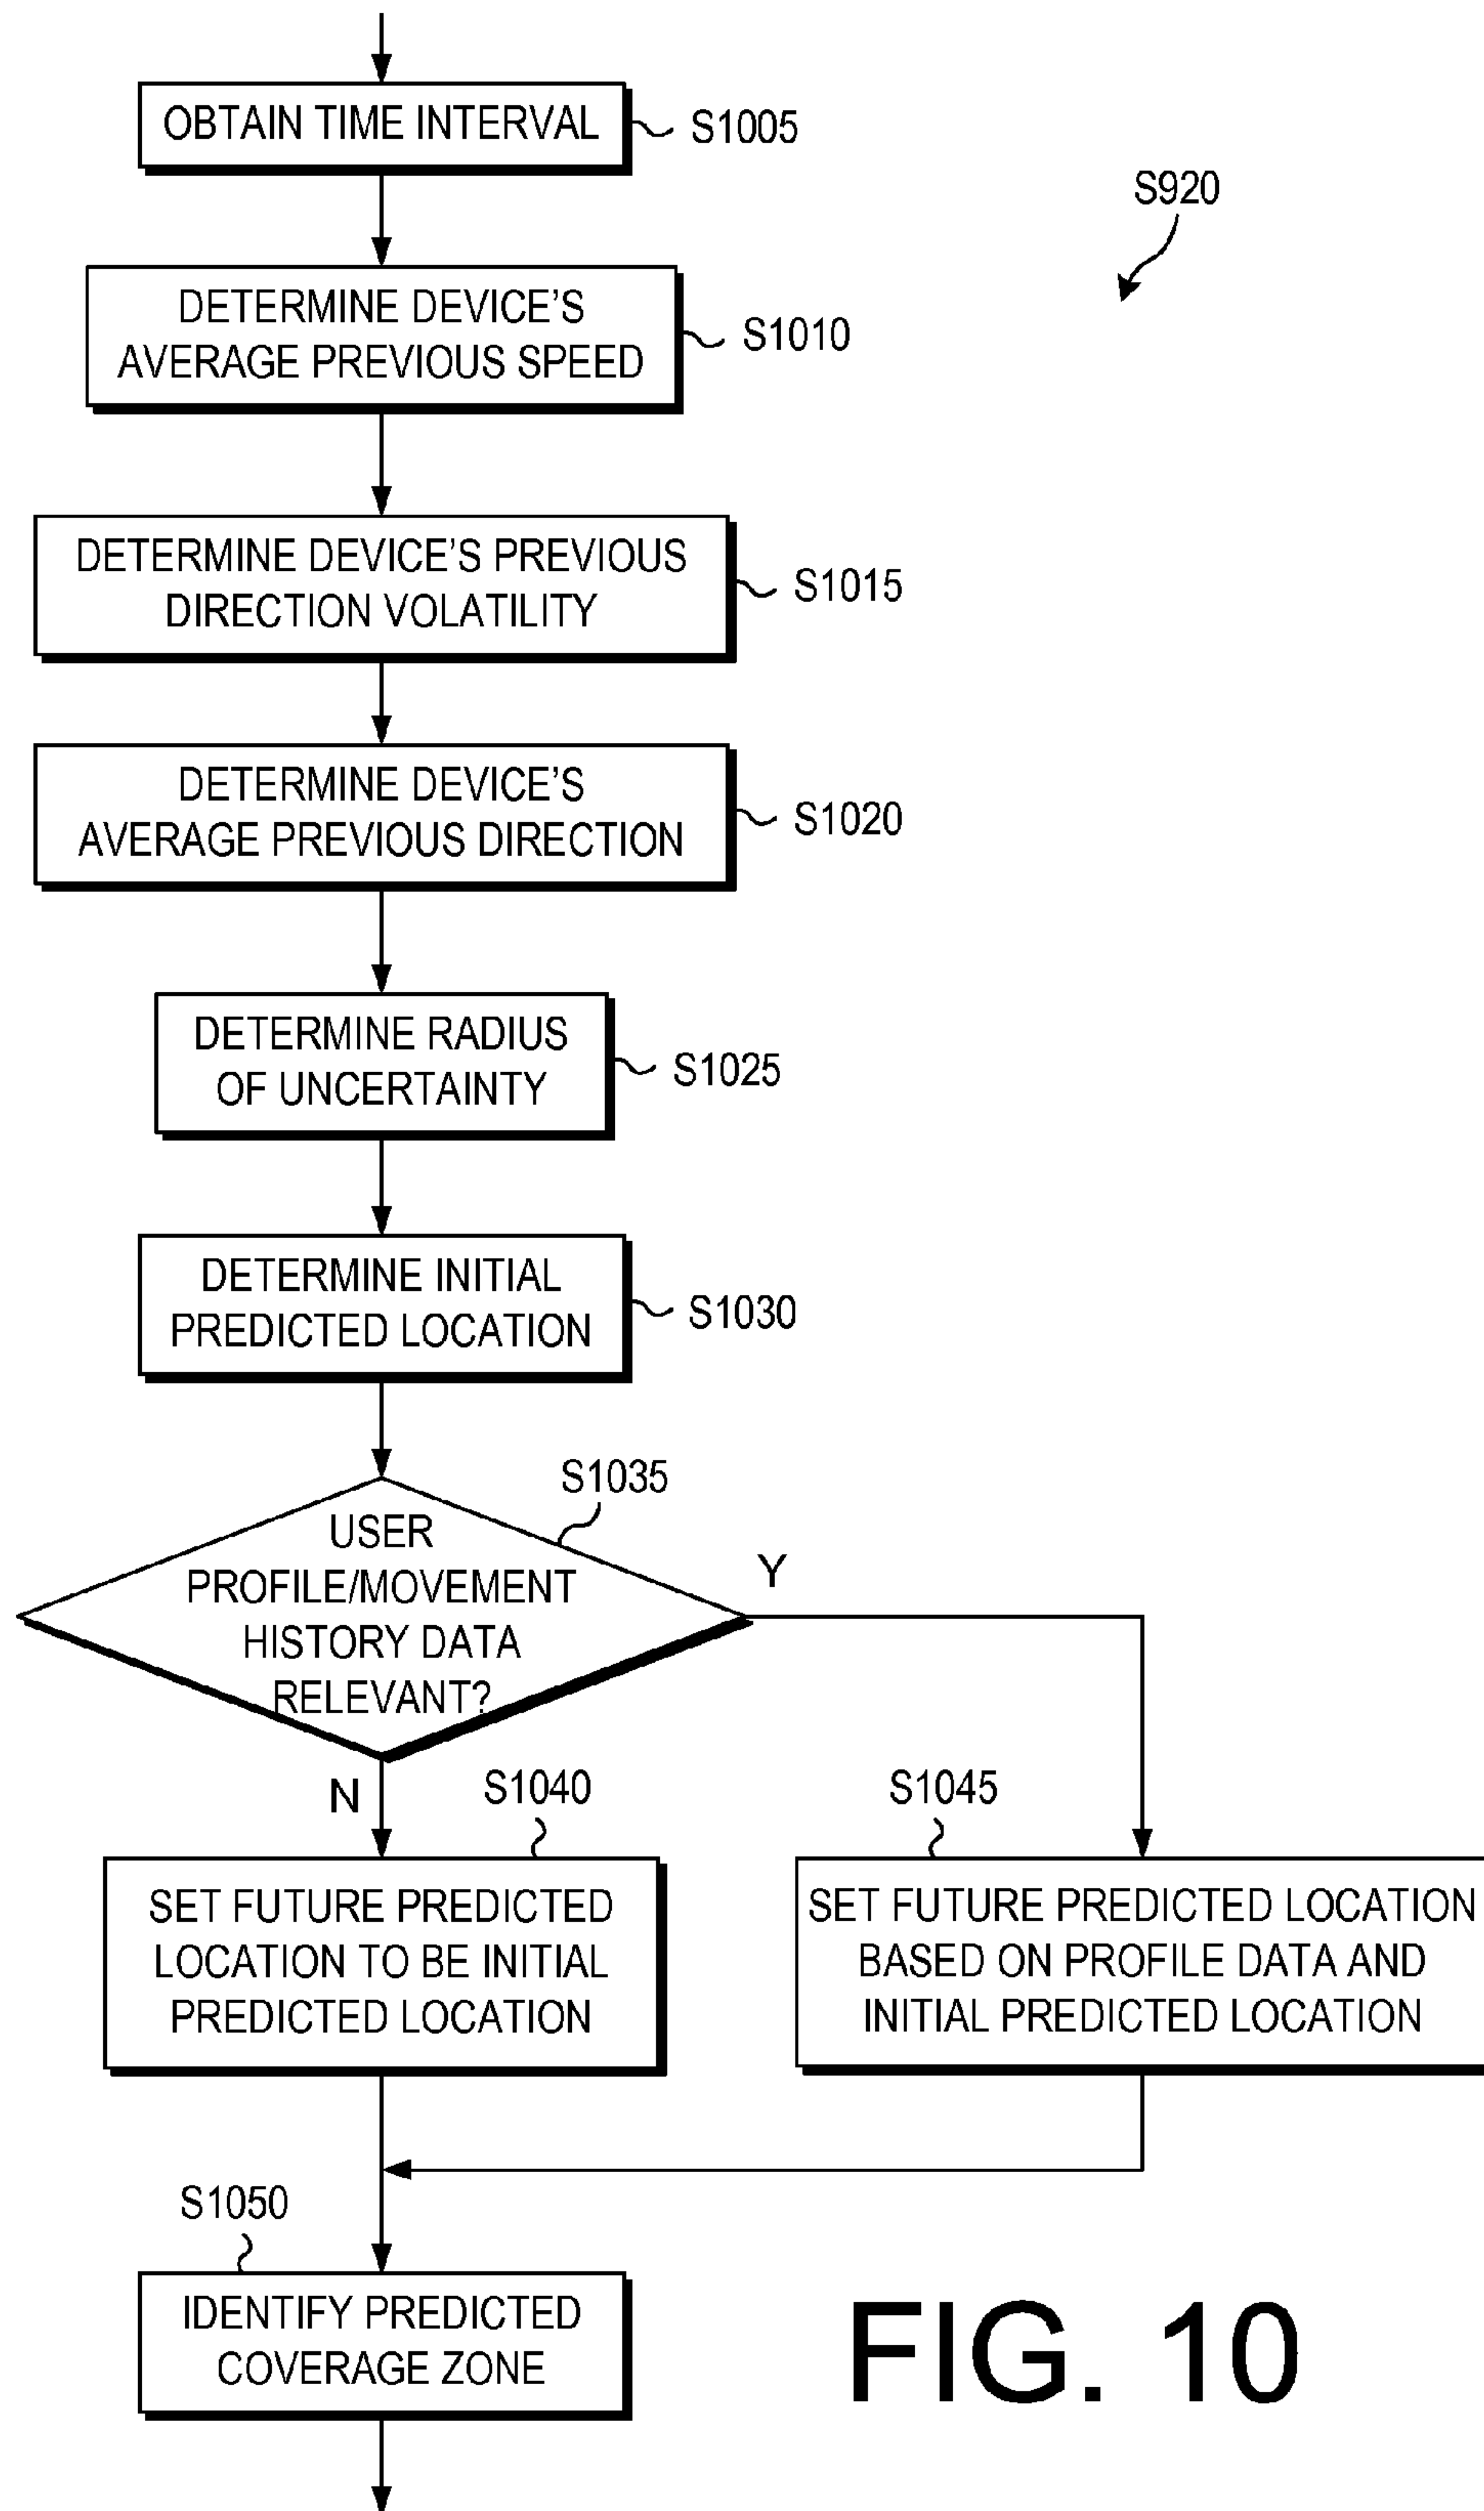 OBTAIN TIME INTERVAL
S1005
S920
DETERMINE DEVICE'S
AVERAGE PREVIOUS SPEED
S1010
DETERMINE DEVICE'S PREVIOUS
DIRECTION VOLATILITY
S1015
DETERMINE DEVICE'S
AVERAGE PREVIOUS DIRECTION
S1020
DETERMINE RADIUS
OF UNCERTAINTY
S1025
DETERMINE INITIAL
PREDICTED LOCATION
S1030
S1035
USER
PROFILE/MOVEMENT
HISTORY DATA
RELEVANT?
Y
N
S1040
SET FUTURE PREDICTED
LOCATION TO BE INITIAL
PREDICTED LOCATION
S1045
SET FUTURE PREDICTED LOCATION
BASED ON PROFILE DATA AND
INITIAL PREDICTED LOCATION
S1050
IDENTIFY PREDICTED
COVERAGE ZONE
FIG. 10